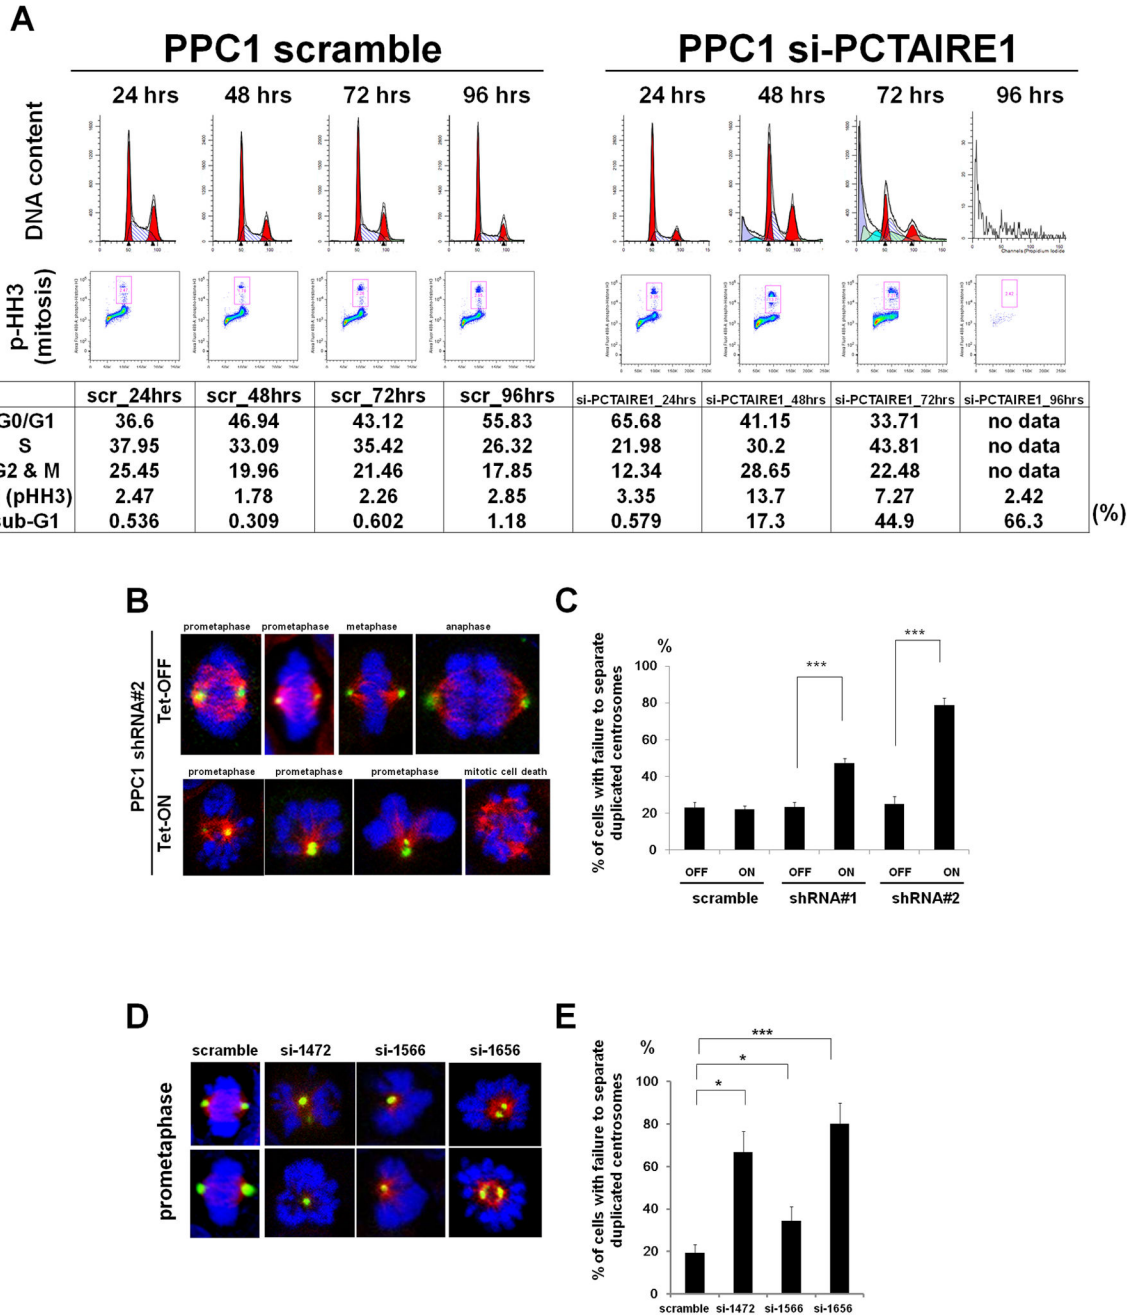 A
PPC1 scramble
PPC1 si-PCTAIRE1
24 hrs 48 hrs 72 hrs 96 hrs 24 hrs 48 hrs 72 hrs 96 hrs
DNA content
Channels (Propidium Iodide
p-HH3
(mitosis)
scr_24hrs scr_48hrs scr_72hrs scr_96hrs si-PCTAIRE1_24hrs si-PCTAIRE1_48hrs si-PCTAIRE1_72hrs si-PCTAIRE1_96hrs
G0/G1 36.6 46.94 43.12 55.83 65.68 41.15 33.71 no data
S 37.95 33.09 35.42 26.32 21.98 30.2 43.81 no data
G2 & M 25.45 19.96 21.46 17.85 12.34 28.65 22.48 no data
(pHH3) 2.47 1.78 2.26 2.85 3.35 13.7 7.27 2.42
sub-G1 0.536 0.309 0.602 1.18 0.579 17.3 44.9 66.3
(%)
B
PPC1 shRNA#2
Tet-OFF
prometaphase prometaphase metaphase anaphase
Tet-ON
prometaphase prometaphase prometaphase mitotic cell death
C
%
% of cells with failure to separate
duplicated centrosomes
100
80
60
40
20
0
*** ***
OFF ON OFF ON OFF ON
scramble shRNA#1 shRNA#2
D
scramble si-1472 si-1566 si-1656
prometaphase
E
%
% of cells with failure to separate
duplicated centrosomes
100
80
60
40
20
0
***
*
*
scramble si-1472 si-1566 si-1656